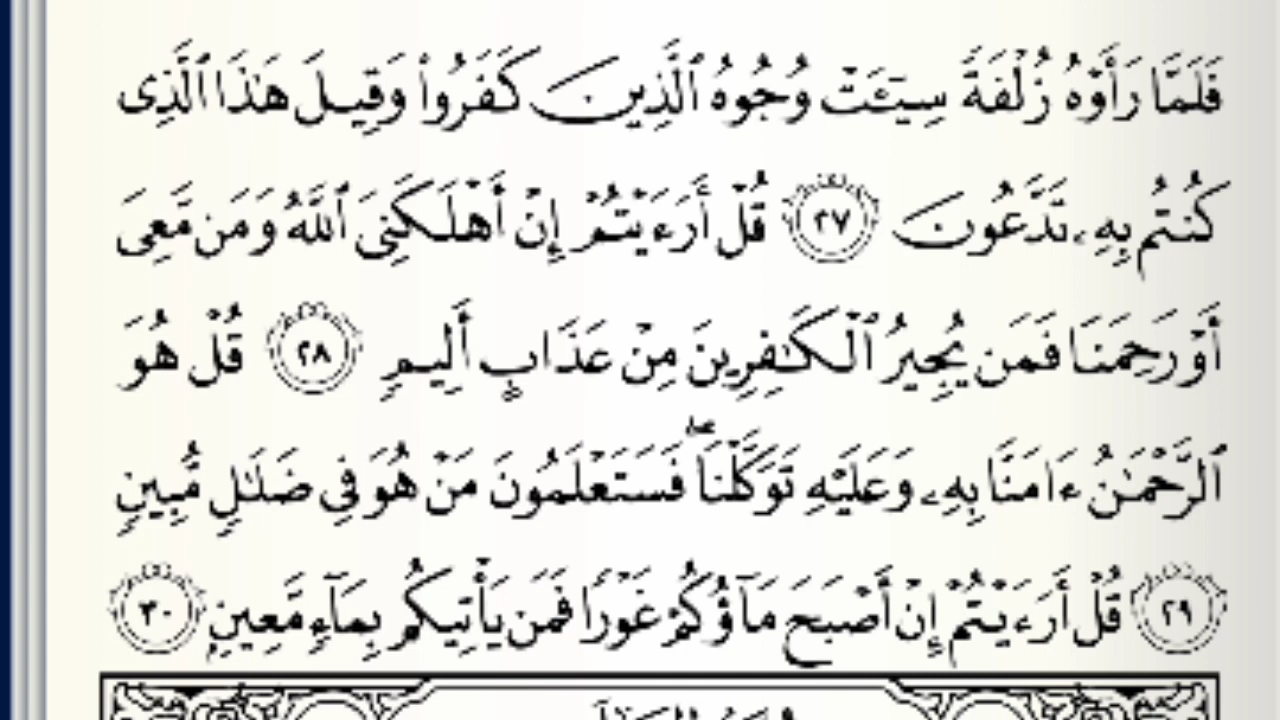 فَلَمَّا رَأَوْهُ زُلْفَةً سِيٓـَٔتْ وُجُوهُ ٱلَّذِينَ كَفَرُوا۟ وَقِيلَ هَٰذَا ٱلَّذِى
كُنتُم بِهِۦ تَدَّعُونَ ٢٧ قُلْ أَرَءَيْتُمْ إِنْ أَهْلَكَنِىَ ٱللَّهُ وَمَن مَّعِىَ
أَوْ رَحِمَنَا فَمَن يُجِيرُ ٱلْكَٰفِرِينَ مِنْ عَذَابٍ أَلِيمٍ ٢٨ قُلْ هُوَ
ٱلرَّحْمَٰنُ ءَامَنَّا بِهِۦ وَعَلَيْهِ تَوَكَّلْنَا ۖ فَسَتَعْلَمُونَ مَنْ هُوَ فِى ضَلَٰلٍ مُّبِينٍ
٢٩ قُلْ أَرَءَيْتُمْ إِنْ أَصْبَحَ مَآؤُكُمْ غَوْرًا فَمَن يَأْتِيكُم بِمَآءٍ مَّعِينٍ ٣٠